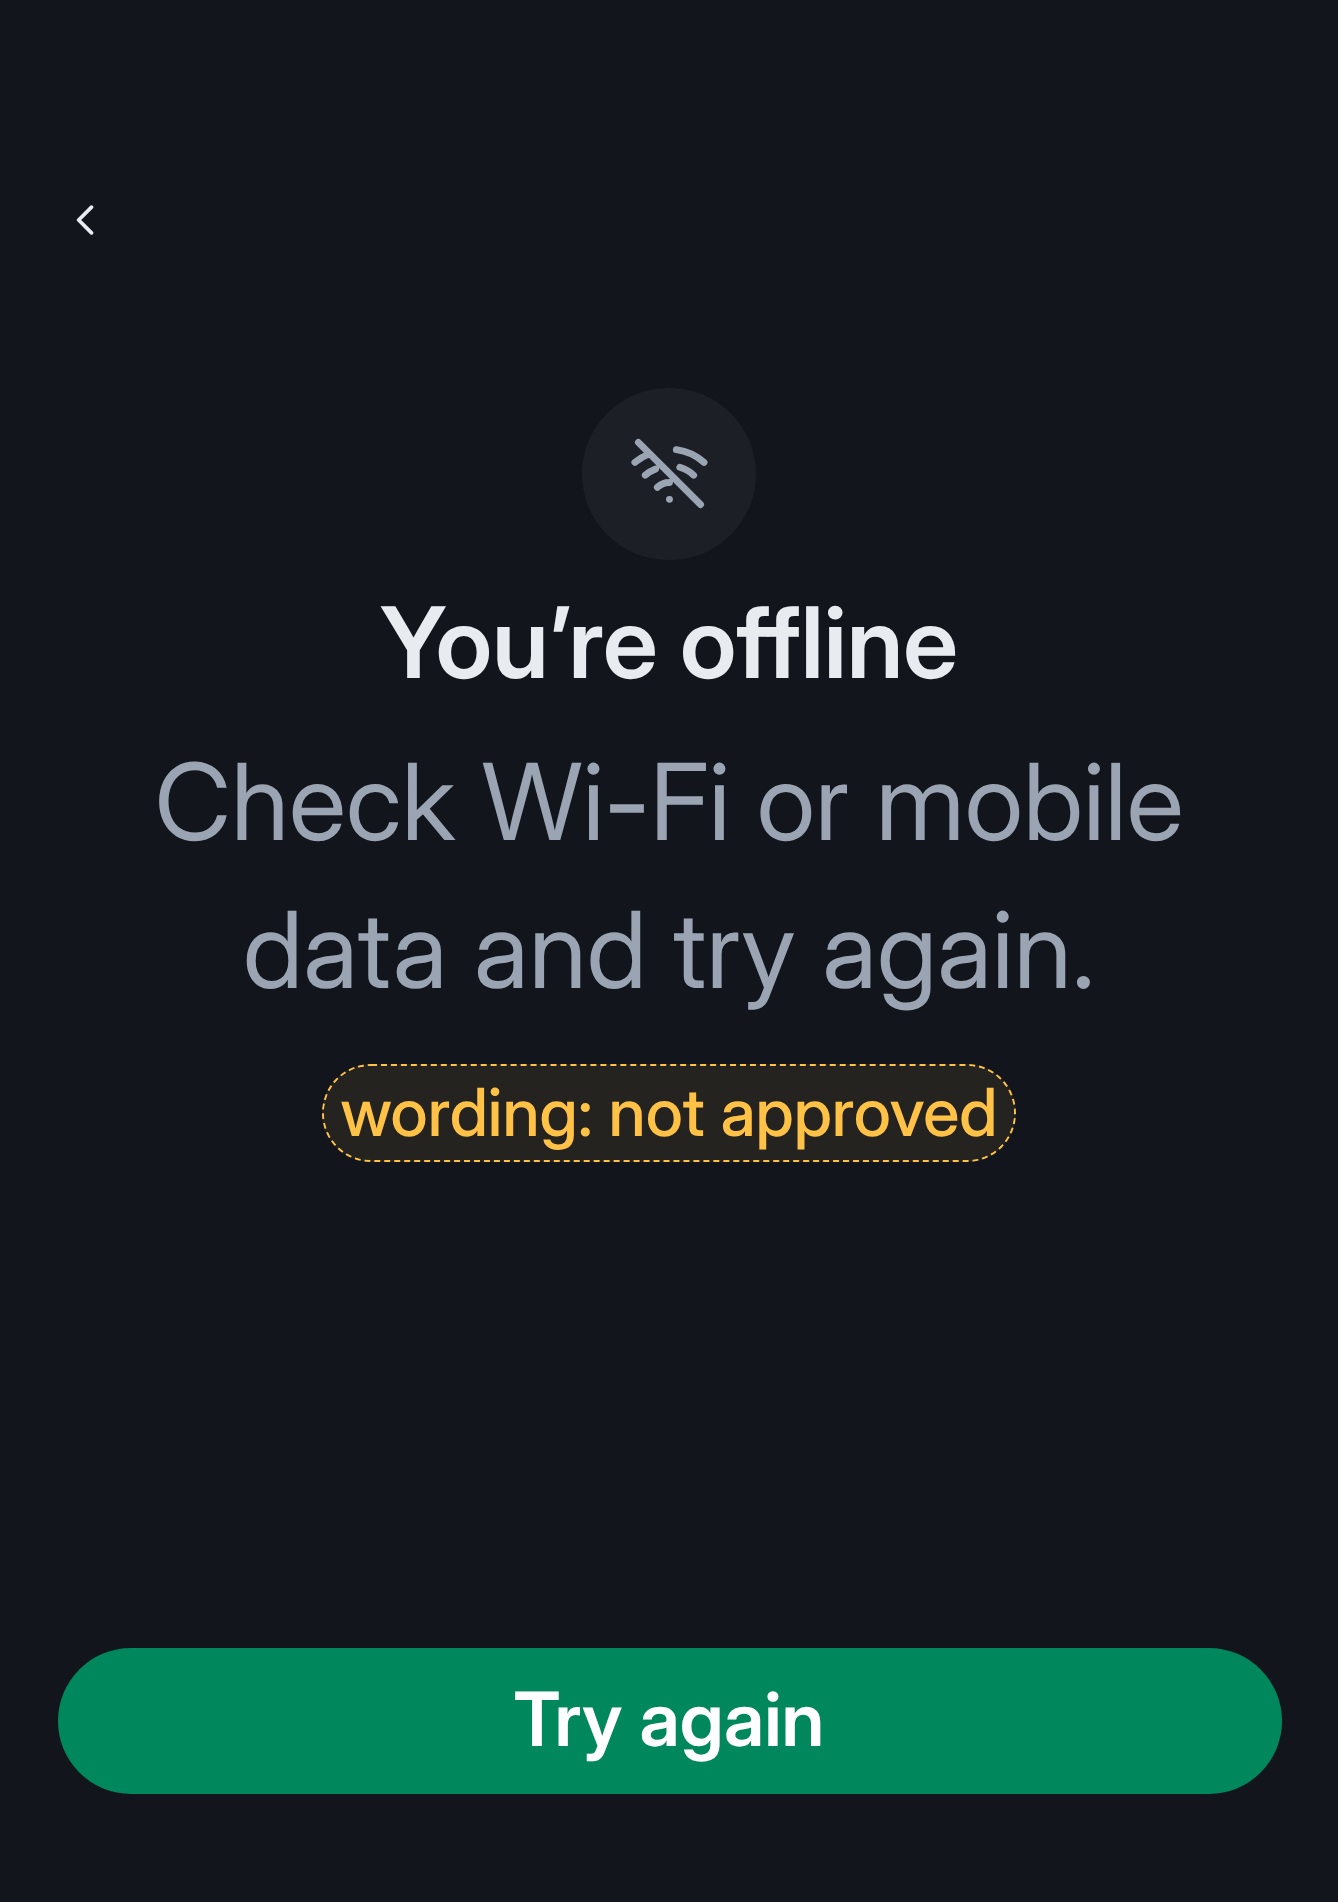 You’re offline
Check Wi-Fi or mobile
data and try again.
wording: not approved
Try again